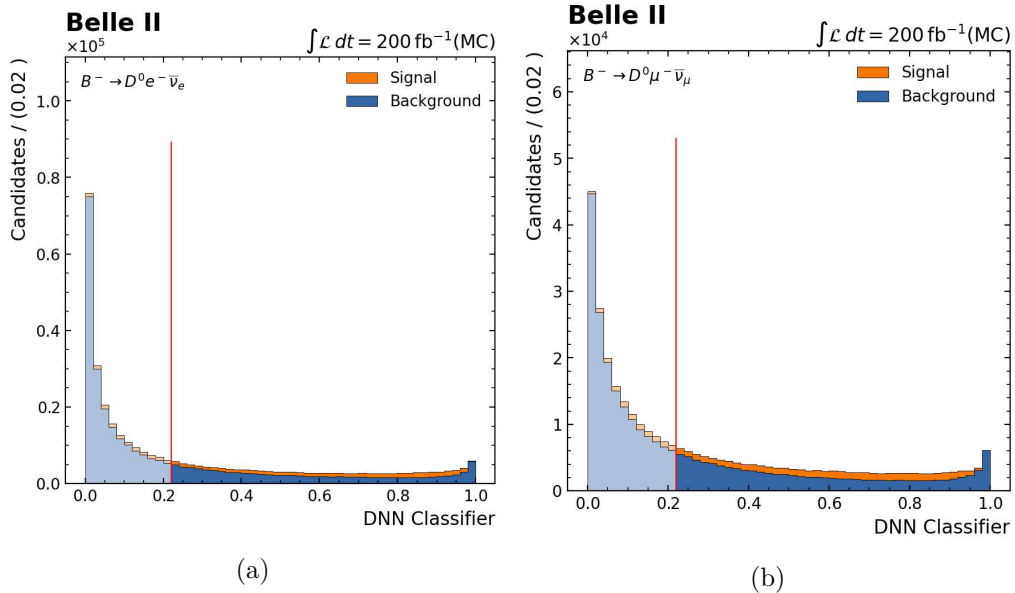 Belle II
×10⁵
∫ℒ dt = 200 fb⁻¹(MC)
B⁻ → D⁰e⁻ν̅ₑ
Signal
Background
Candidates / (0.02 )
1.0
0.8
0.6
0.4
0.2
0.0
0.0 0.2 0.4 0.6 0.8 1.0
DNN Classifier
(a)
Belle II
×10⁴
∫ℒ dt = 200 fb⁻¹(MC)
B⁻ → D⁰μ⁻ν̅_μ
Signal
Background
Candidates / (0.02 )
6
5
4
3
2
1
0
0.0 0.2 0.4 0.6 0.8 1.0
DNN Classifier
(b)